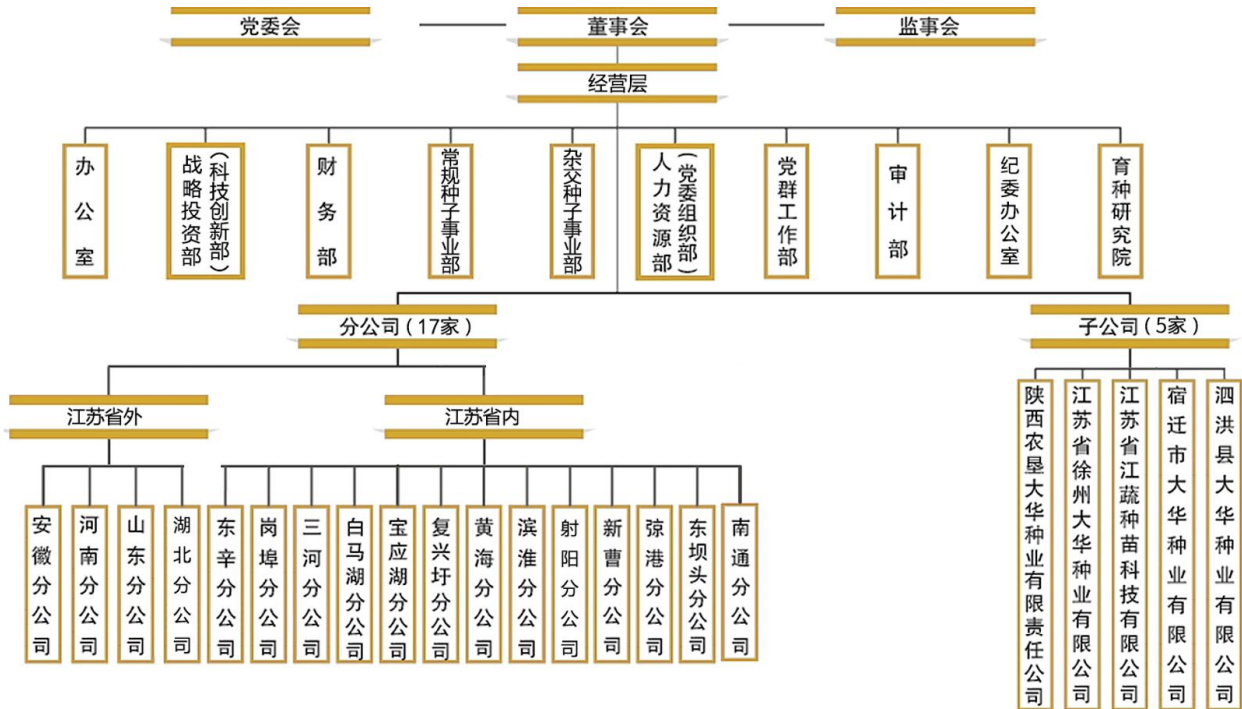 党委会
董事会
监事会
经营层
办公室
战略投资部
（科技创新部）
财务部
常规种子事业部
杂交种子事业部
人力资源部
（党委组织部）
党群工作部
审计部
纪委办公室
育种研究院
分公司（17家）
子公司（5家）
江苏省外
江苏省内
安徽分公司
河南分公司
山东分公司
湖北分公司
东辛分公司
岗埠分公司
三河分公司
白马湖分公司
宝应湖分公司
复兴圩分公司
黄海分公司
滨淮分公司
射阳分公司
新曹分公司
弶港分公司
东坝头分公司
南通分公司
陕西农垦大华种业有限责任公司
江苏省徐州大华种业有限公司
江苏省江蔬种苗科技有限公司
宿迁市大华种业有限公司
泗洪县大华种业有限公司